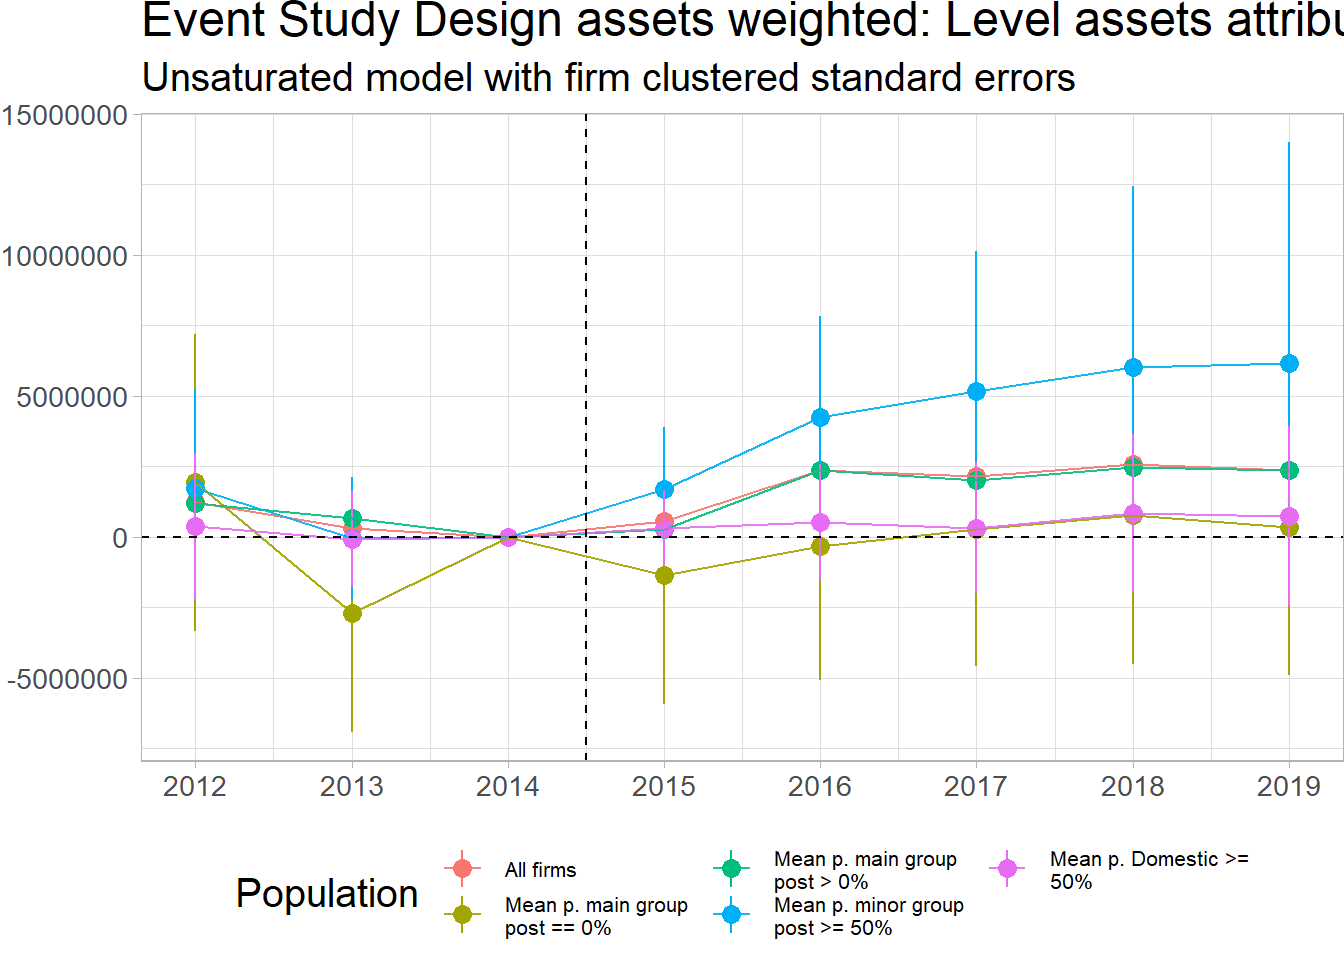 Event Study Design assets weighted: Level assets attribu
Unsaturated model with firm clustered standard errors
15000000
10000000
5000000
0
-5000000
2012 2013 2014 2015 2016 2017 2018 2019
Population
All firms
Mean p. main group
post == 0%
Mean p. main group
post > 0%
Mean p. minor group
post >= 50%
Mean p. Domestic >=
50%